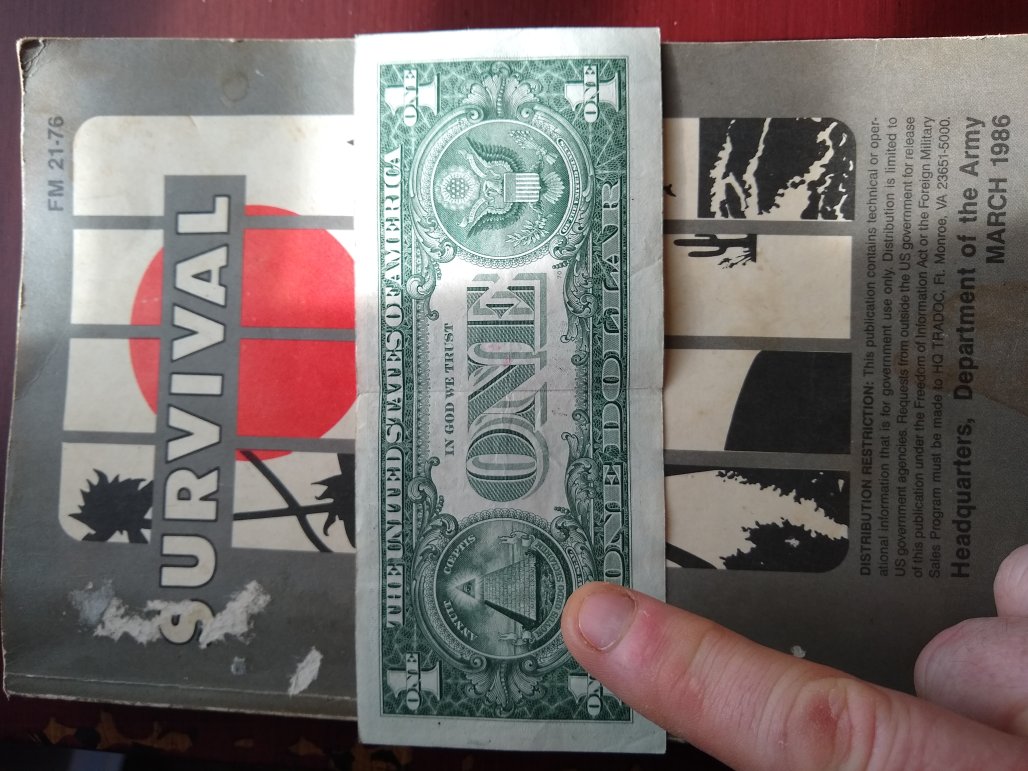 FM 21-76
SURVIVAL
1
ONE
1
ONE
THE UNITED STATES OF AMERICA
ANNUIT
COEPTIS
IN GOD WE TRUST
ONE
ONE DOLLAR
1
ONE
ON
DISTRIBUTION RESTRICTION: This publication contains technical or oper-
ational information that is for government use only. Distribution is limited to
US government agencies. Requests from outside the US government for release
of this publication under the Freedom of Information Act or the Foreign Military
Sales Program must be made to HQ TRADOC, Ft. Monroe, VA 23651-5000.
Headquarters, Department of the Army
MARCH 1986